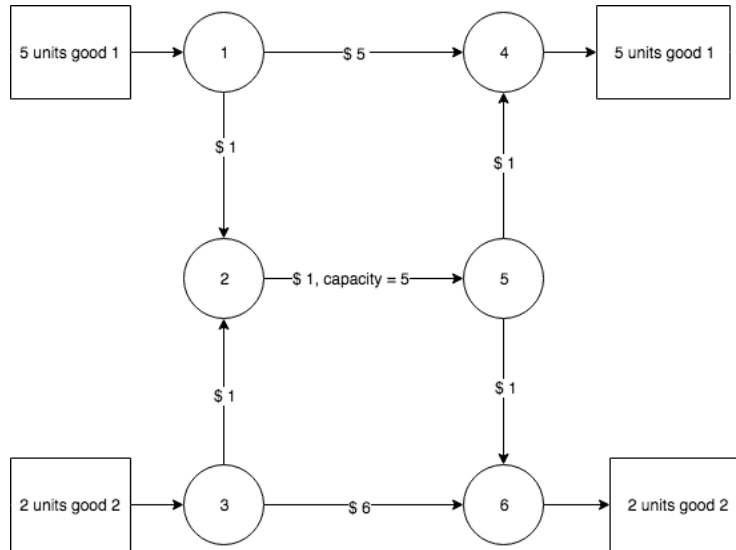 5 units good 1
1
$ 5
4
5 units good 1
$ 1
$ 1
2
$ 1, capacity = 5
5
$ 1
$ 1
2 units good 2
3
$ 6
6
2 units good 2